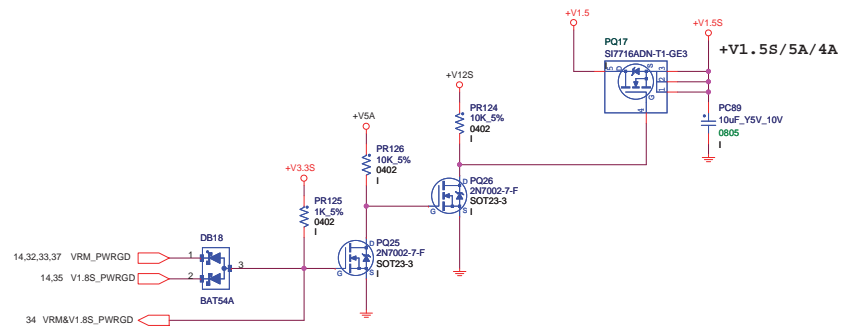 +V1.5
+V1.5S
+V1.5S/5A/4A
PQ17
SI7716ADN-T1-GE3
I
5 D S 3
2
1
G
4
PC89
10uF_Y5V_10V
0805
I
+V12S
PR124
10K_5%
0402
I
+V5A
PR126
10K_5%
0402
I
D
PQ26
2N7002-7-F
SOT23-3
G S
I
+V3.3S
PR125
1K_5%
0402
I
D
PQ25
2N7002-7-F
SOT23-3
G S
I
DB18
14,32,33,37 VRM_PWRGD 1
3
14,35 V1.8S_PWRGD 2
BAT54A
34 VRM&V1.8S_PWRGD